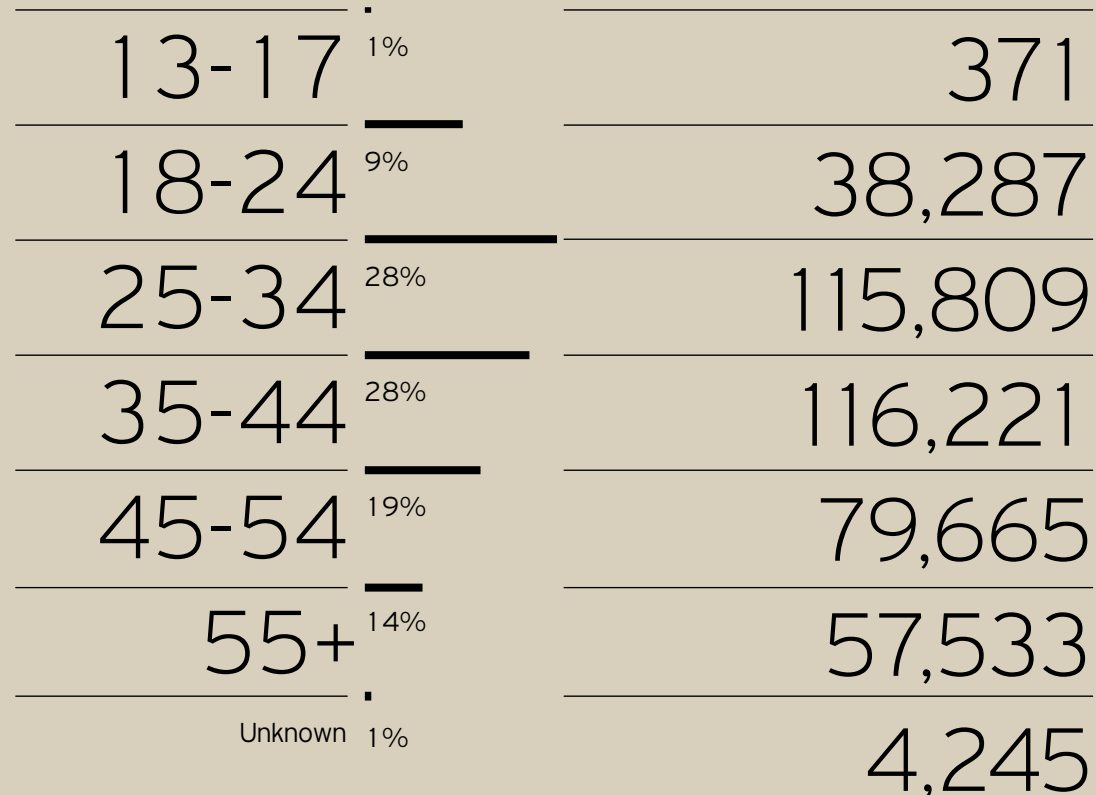 13-17 1% 371
18-24 9% 38,287
25-34 28% 115,809
35-44 28% 116,221
45-54 19% 79,665
55+ 14% 57,533
Unknown 1% 4,245